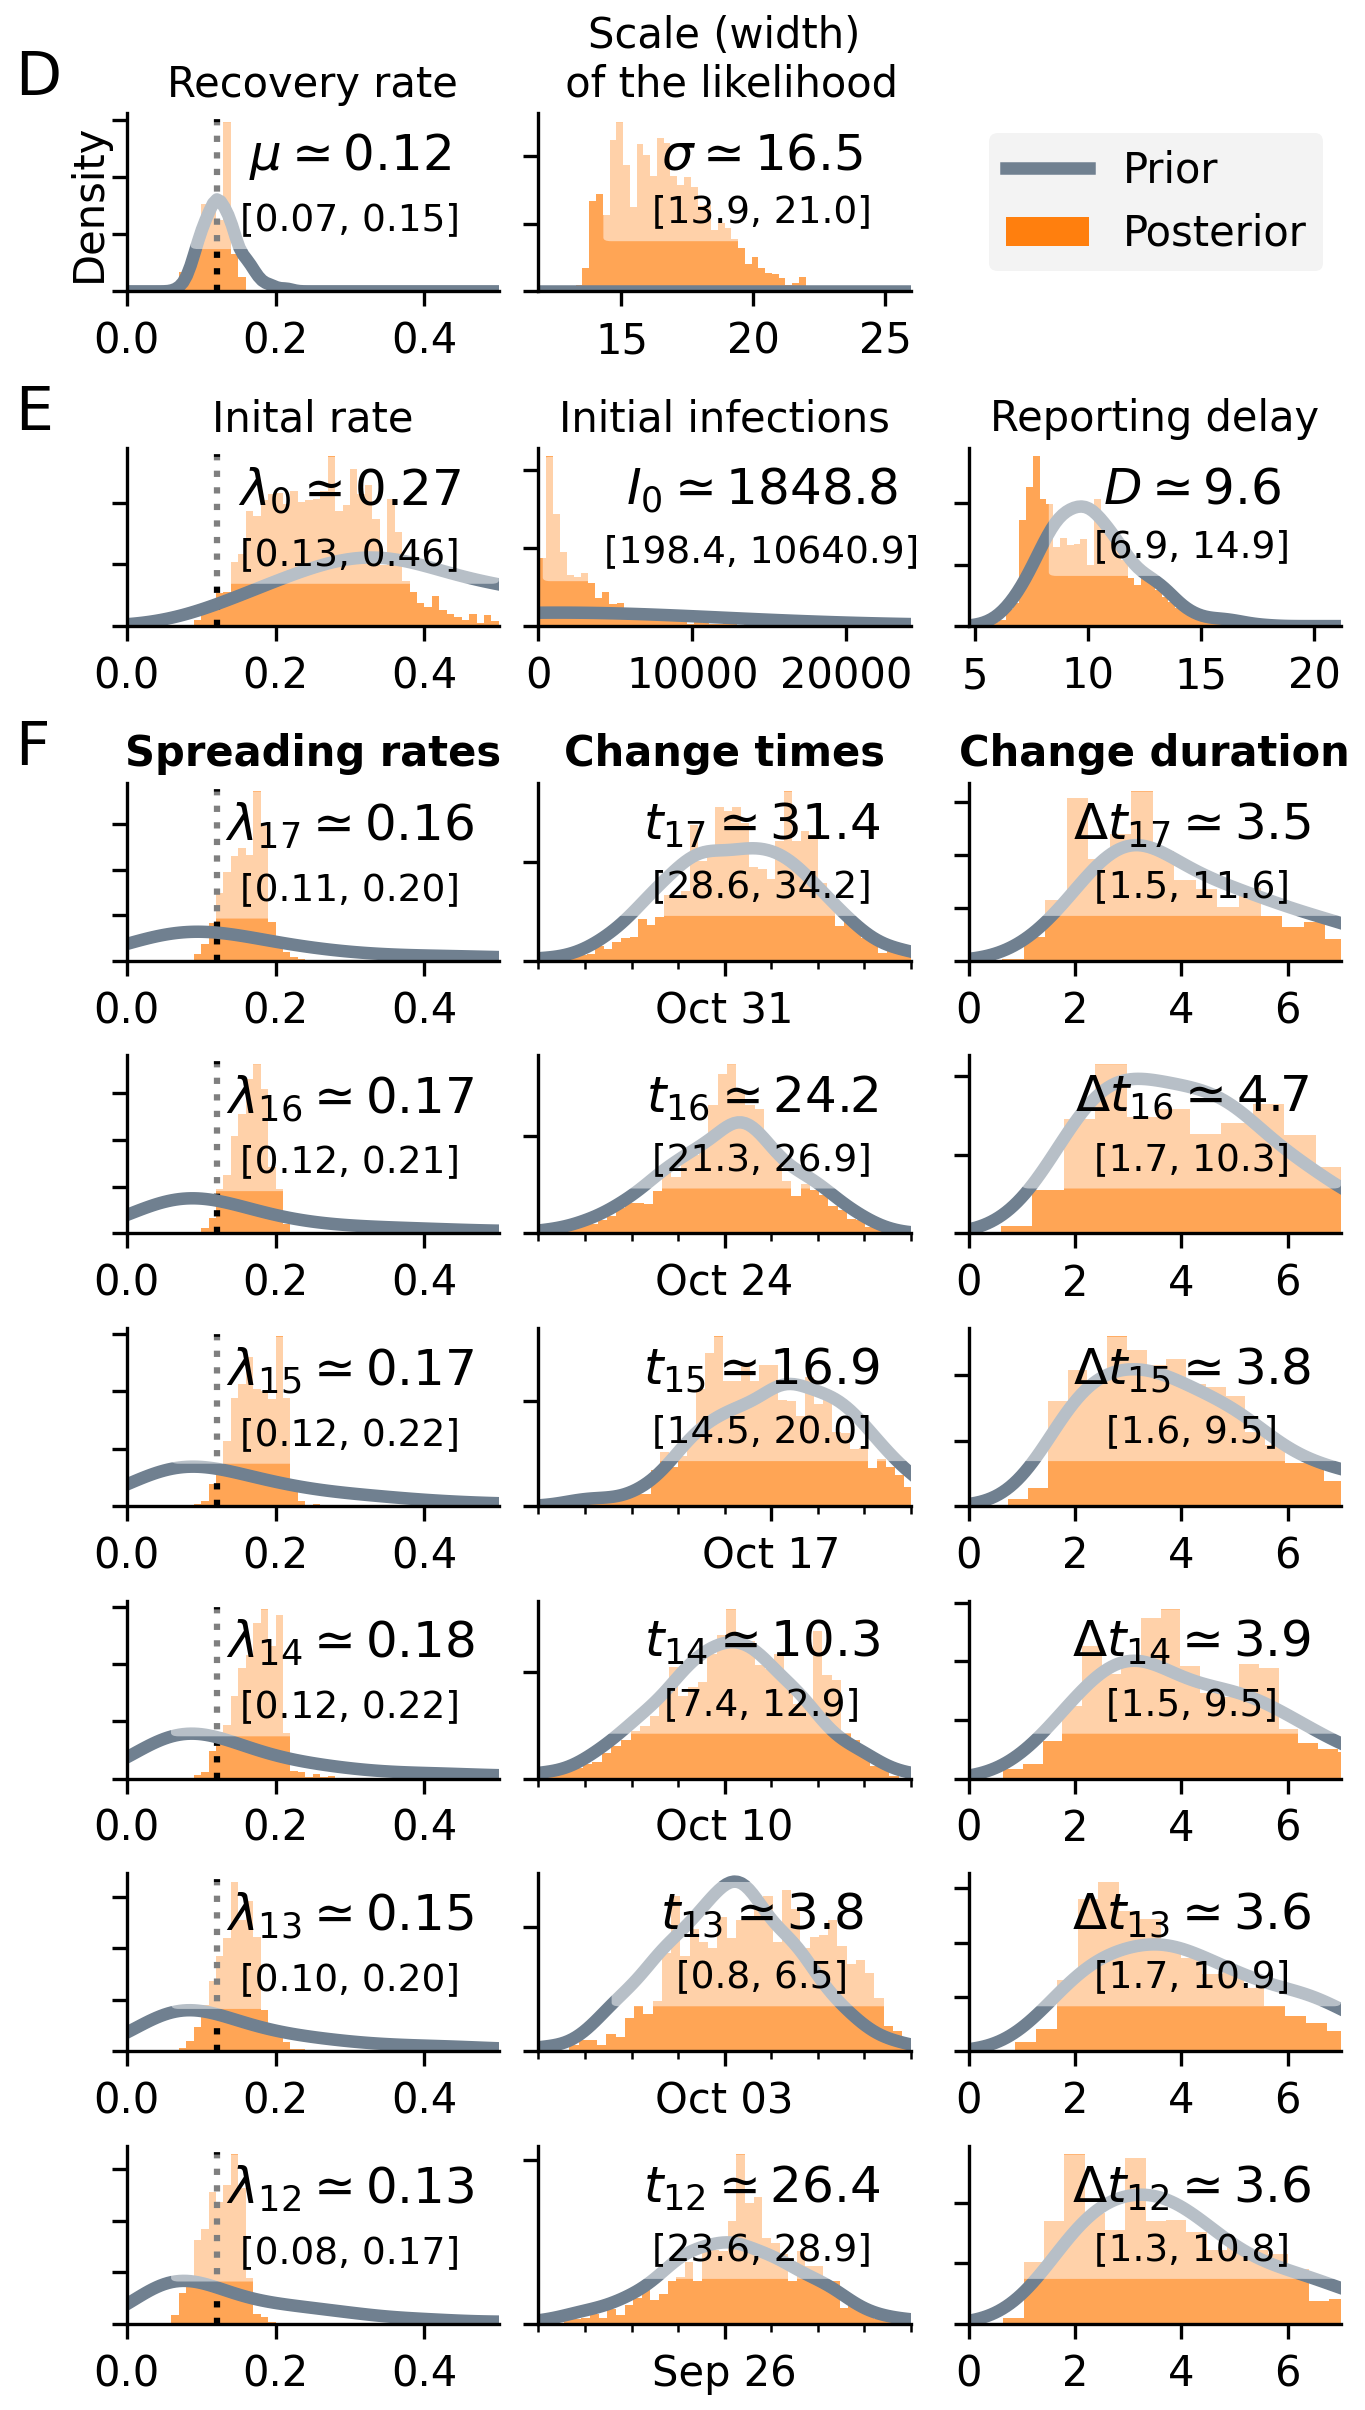 D
Recovery rate
Scale (width)
of the likelihood
Density
μ ≃ 0.12
[0.07, 0.15]
σ ≃ 16.5
[13.9, 21.0]
Prior
Posterior
0.0 0.2 0.4
15 20 25
E
Inital rate
Initial infections
Reporting delay
λ0 ≃ 0.27
[0.13, 0.46]
I0 ≃ 1848.8
[198.4, 10640.9]
D ≃ 9.6
[6.9, 14.9]
0.0 0.2 0.4
0 10000 20000
5 10 15 20
F
Spreading rates
Change times
Change duration
λ17 ≃ 0.16
[0.11, 0.20]
t17 ≃ 31.4
[28.6, 34.2]
Δt17 ≃ 3.5
[1.5, 11.6]
0.0 0.2 0.4
Oct 31
0 2 4 6
λ16 ≃ 0.17
[0.12, 0.21]
t16 ≃ 24.2
[21.3, 26.9]
Δt16 ≃ 4.7
[1.7, 10.3]
0.0 0.2 0.4
Oct 24
0 2 4 6
λ15 ≃ 0.17
[0.12, 0.22]
t15 ≃ 16.9
[14.5, 20.0]
Δt15 ≃ 3.8
[1.6, 9.5]
0.0 0.2 0.4
Oct 17
0 2 4 6
λ14 ≃ 0.18
[0.12, 0.22]
t14 ≃ 10.3
[7.4, 12.9]
Δt14 ≃ 3.9
[1.5, 9.5]
0.0 0.2 0.4
Oct 10
0 2 4 6
λ13 ≃ 0.15
[0.10, 0.20]
t13 ≃ 3.8
[0.8, 6.5]
Δt13 ≃ 3.6
[1.7, 10.9]
0.0 0.2 0.4
Oct 03
0 2 4 6
λ12 ≃ 0.13
[0.08, 0.17]
t12 ≃ 26.4
[23.6, 28.9]
Δt12 ≃ 3.6
[1.3, 10.8]
0.0 0.2 0.4
Sep 26
0 2 4 6